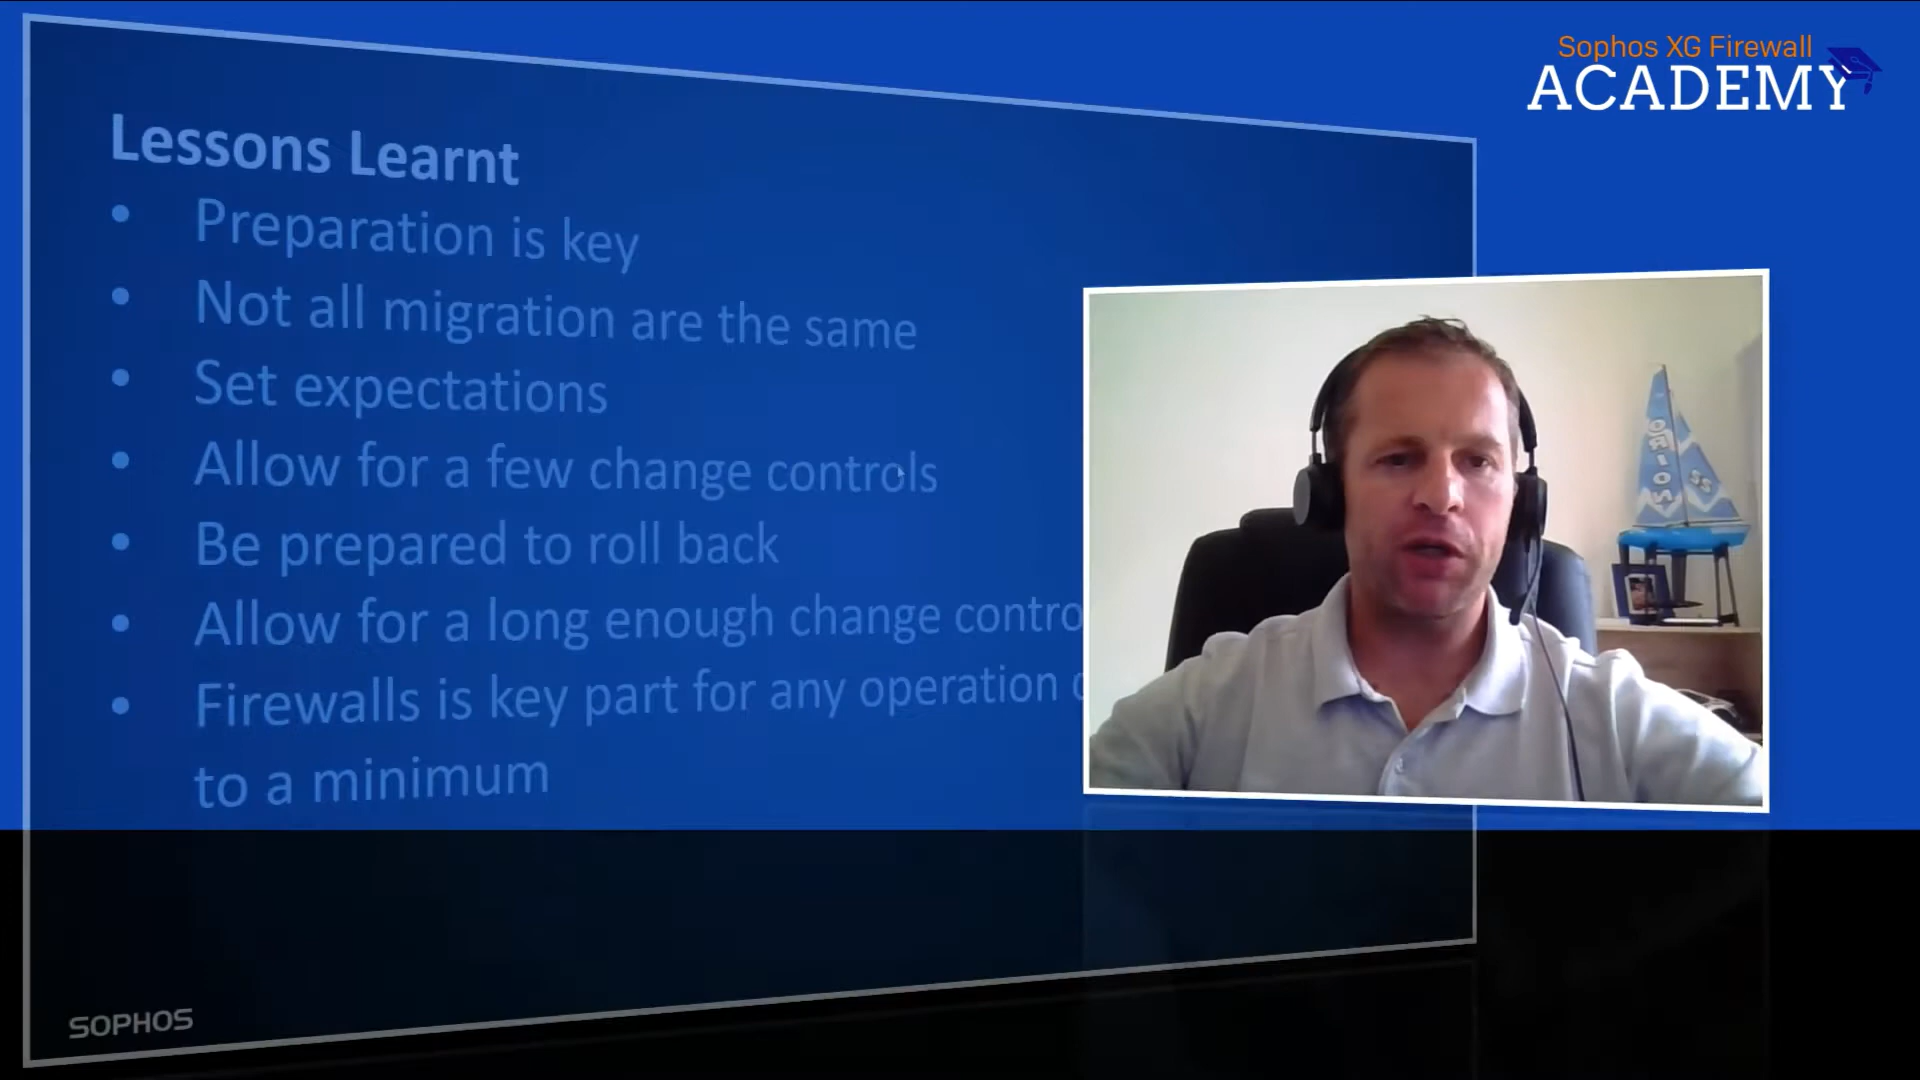 Sophos XG Firewall
ACADEMY
Lessons Learnt
• Preparation is key
• Not all migration are the same
• Set expectations
• Allow for a few change controls
• Be prepared to roll back
• Allow for a long enough change
• Firewalls is key part for any operation
to a minimum
ORION
SS
SOPHOS